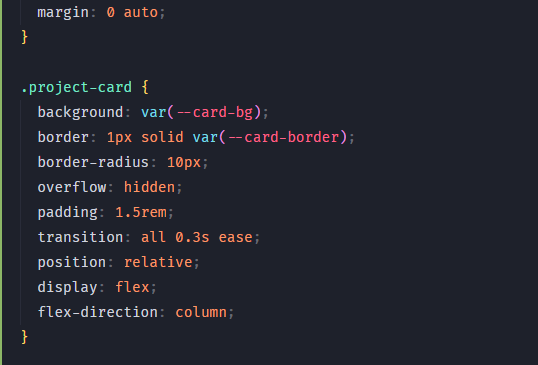 margin: 0 auto;
}
.project-card {
background: var(--card-bg);
border: 1px solid var(--card-border);
border-radius: 10px;
overflow: hidden;
padding: 1.5rem;
transition: all 0.3s ease;
position: relative;
display: flex;
flex-direction: column;
}